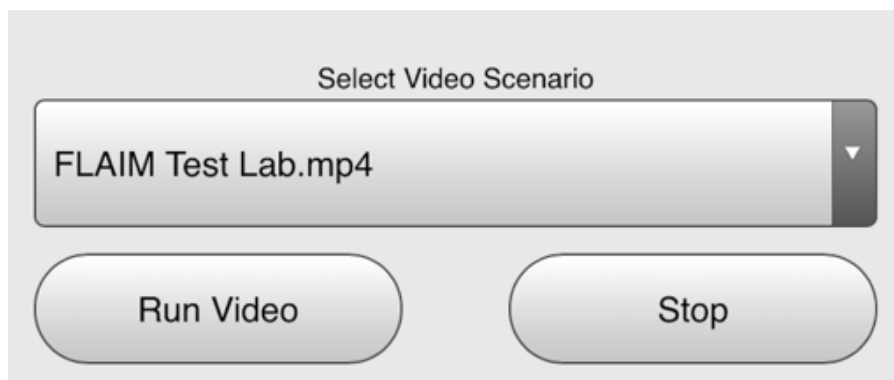 Select Video Scenario
FLAIM Test Lab.mp4
Run Video
Stop